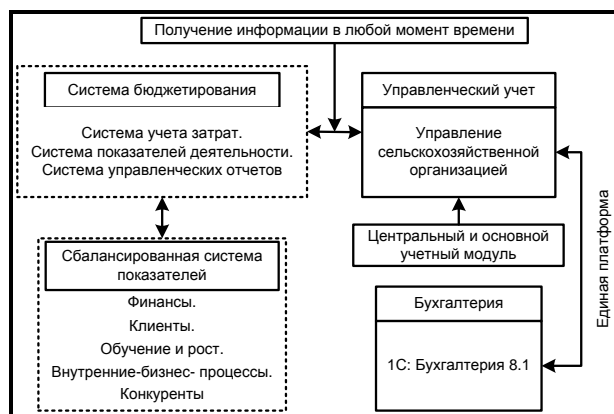 Получение информации в любой момент времени
Система бюджетирования
Система учета затрат.
Система показателей деятельности.
Система управленческих отчетов
Управленческий учет
Управление
сельскохозяйственной
организацией
Сбалансированная система
показателей
Финансы.
Клиенты.
Обучение и рост.
Внутренние-бизнес- процессы.
Конкуренты
Центральный и основной
учетный модуль
Бухгалтерия
1С: Бухгалтерия 8.1
Единая платформа